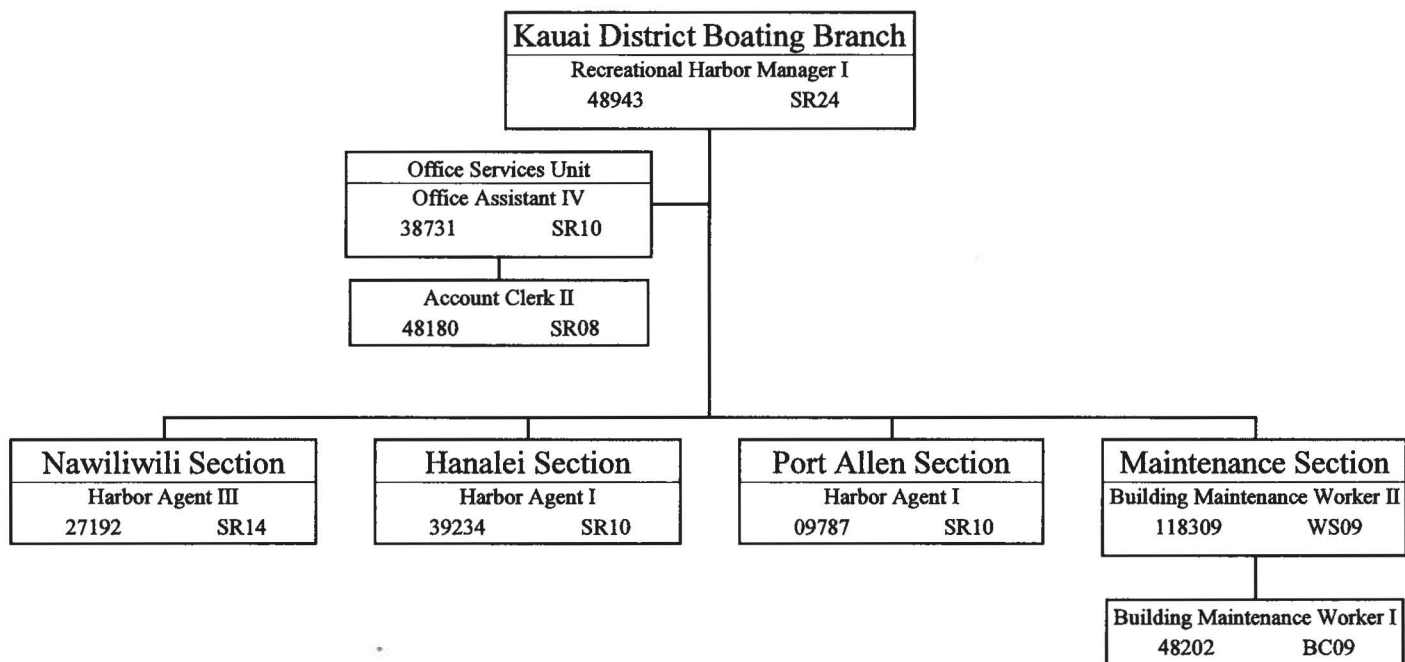 Kauai District Boating Branch
Recreational Harbor Manager I
48943 SR24
Office Services Unit
Office Assistant IV
38731 SR10
Account Clerk II
48180 SR08
Nawiliwili Section
Harbor Agent III
27192 SR14
Hanalei Section
Harbor Agent I
39234 SR10
Port Allen Section
Harbor Agent I
09787 SR10
Maintenance Section
Building Maintenance Worker II
118309 WS09
Building Maintenance Worker I
48202 BC09